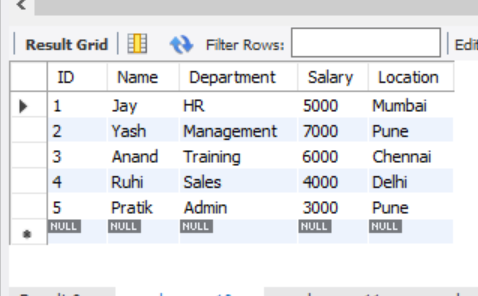 Result Grid Filter Rows: Edi
ID Name Department Salary Location
1 Jay HR 5000 Mumbai
2 Yash Management 7000 Pune
3 Anand Training 6000 Chennai
4 Ruhi Sales 4000 Delhi
5 Pratik Admin 3000 Pune
NULL NULL NULL NULL NULL